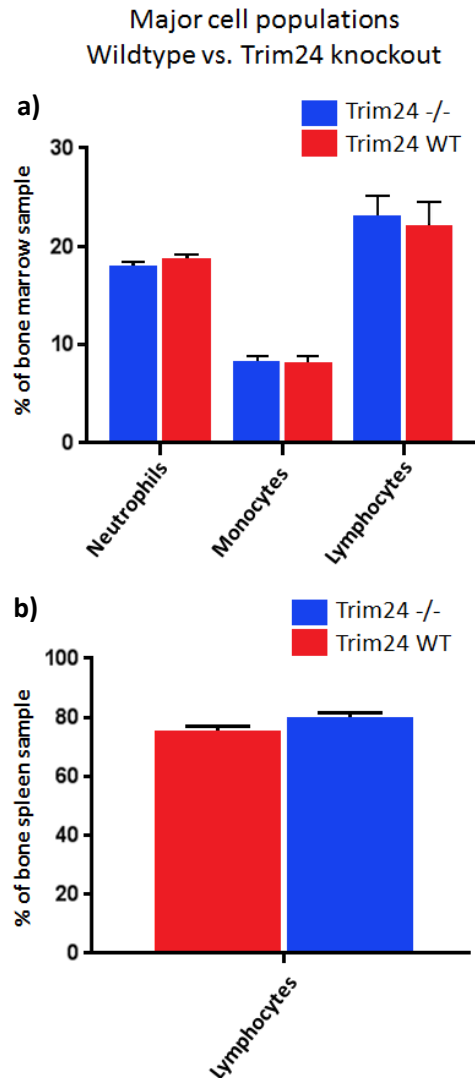 Major cell populations
Wildtype vs. Trim24 knockout
a)
Trim24 -/-
Trim24 WT
% of bone marrow sample
30
20
10
0
Neutrophils
Monocytes
Lymphocytes
b)
Trim24 -/-
Trim24 WT
% of bone spleen sample
100
80
60
40
20
0
Lymphocytes